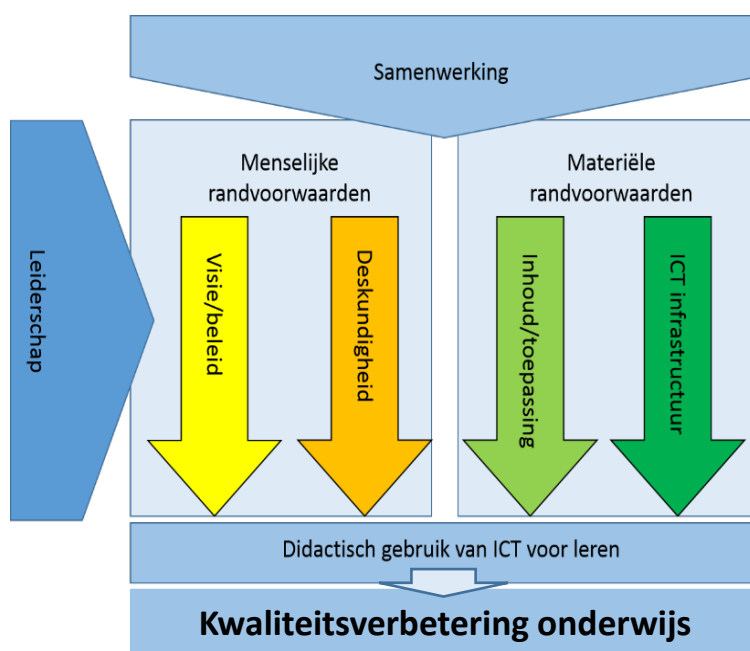 Samenwerking
Leiderschap
Menselijke
randvoorwaarden
Materiële
randvoorwaarden
Visie/beleid
Deskundigheid
Inhoud/toepassing
ICT infrastructuur
Didactisch gebruik van ICT voor leren
Kwaliteitsverbetering onderwijs